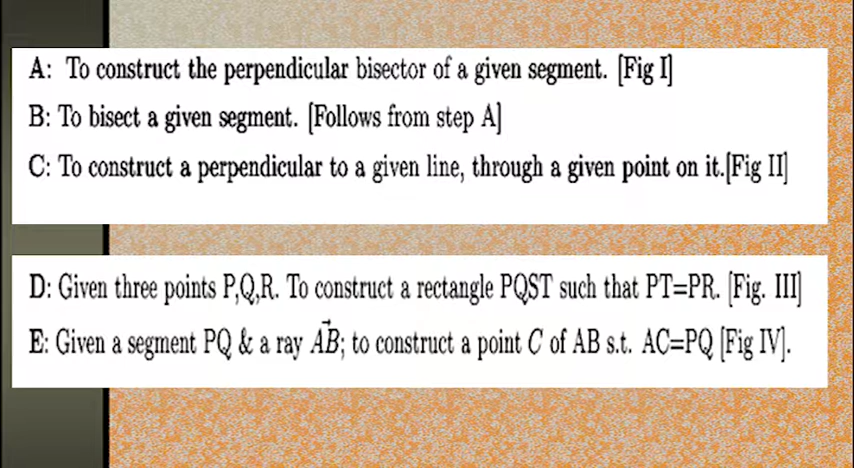 A: To construct the perpendicular bisector of a given segment. [Fig I]
B: To bisect a given segment. [Follows from step A]
C: To construct a perpendicular to a given line, through a given point on it.[Fig II]
D: Given three points P,Q,R. To construct a rectangle PQST such that PT=PR. [Fig. III]
E: Given a segment PQ & a ray A⃗B; to construct a point C of AB s.t. AC=PQ [Fig IV].